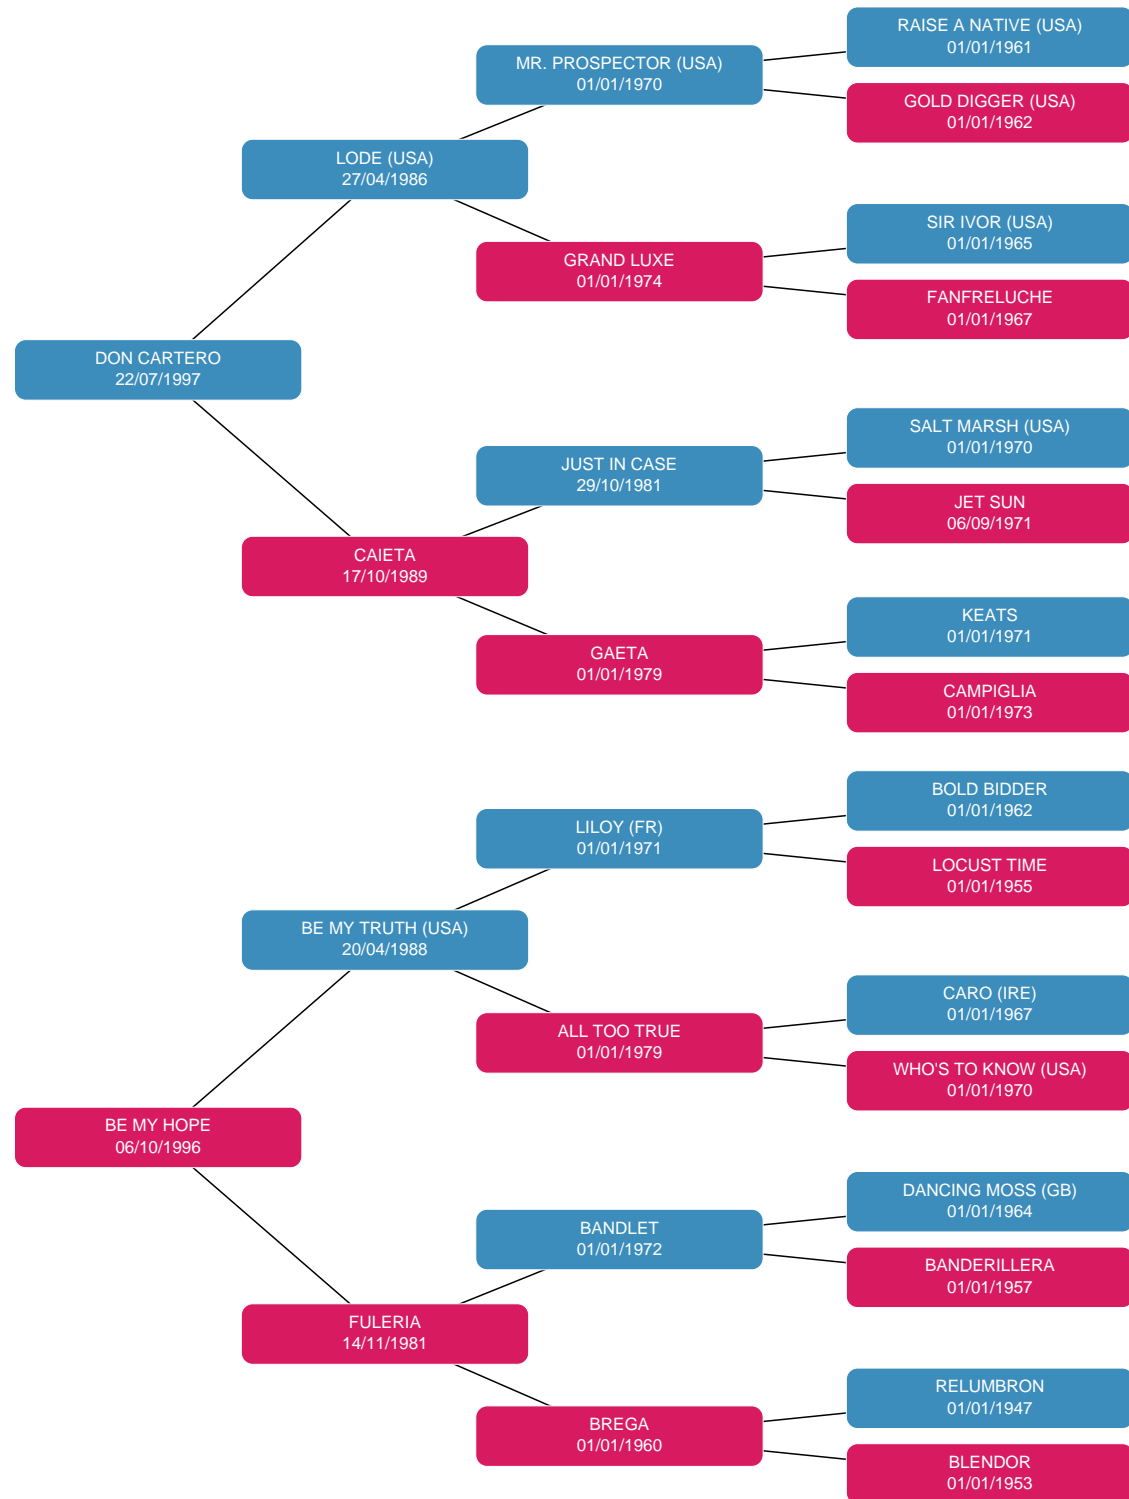 RAISE A NATIVE (USA)
01/01/1961
MR. PROSPECTOR (USA)
01/01/1970
GOLD DIGGER (USA)
01/01/1962
LODE (USA)
27/04/1986
SIR IVOR (USA)
01/01/1965
GRAND LUXE
01/01/1974
FANFRELUCHE
01/01/1967
DON CARTERO
22/07/1997
SALT MARSH (USA)
01/01/1970
JUST IN CASE
29/10/1981
JET SUN
06/09/1971
CAIETA
17/10/1989
KEATS
01/01/1971
GAETA
01/01/1979
CAMPIGLIA
01/01/1973
BOLD BIDDER
01/01/1962
LILOY (FR)
01/01/1971
LOCUST TIME
01/01/1955
BE MY TRUTH (USA)
20/04/1988
CARO (IRE)
01/01/1967
ALL TOO TRUE
01/01/1979
WHO'S TO KNOW (USA)
01/01/1970
BE MY HOPE
06/10/1996
DANCING MOSS (GB)
01/01/1964
BANDLET
01/01/1972
BANDERILLERA
01/01/1957
FULERIA
14/11/1981
RELUMBRON
01/01/1947
BREGA
01/01/1960
BLENDOR
01/01/1953